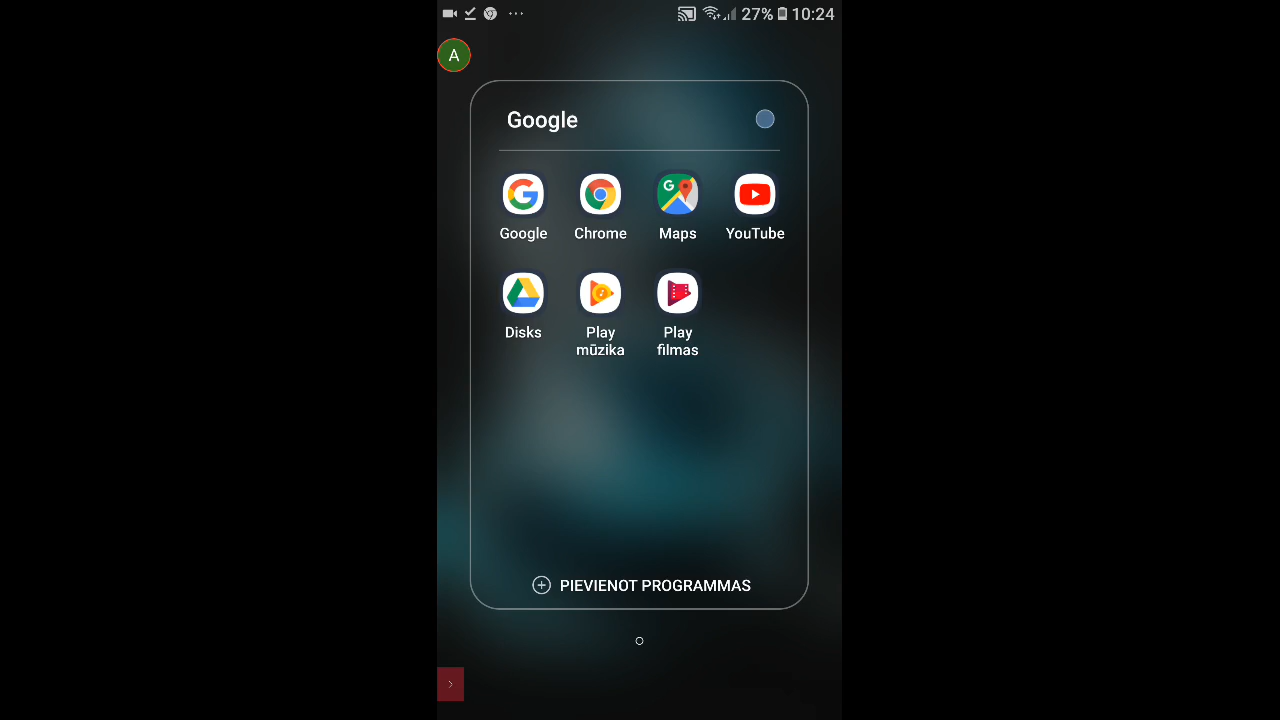 27% 10:24
A
Google
Google Chrome Maps YouTube
Disks Play mūzika Play filmas
PIEVIENOT PROGRAMMAS